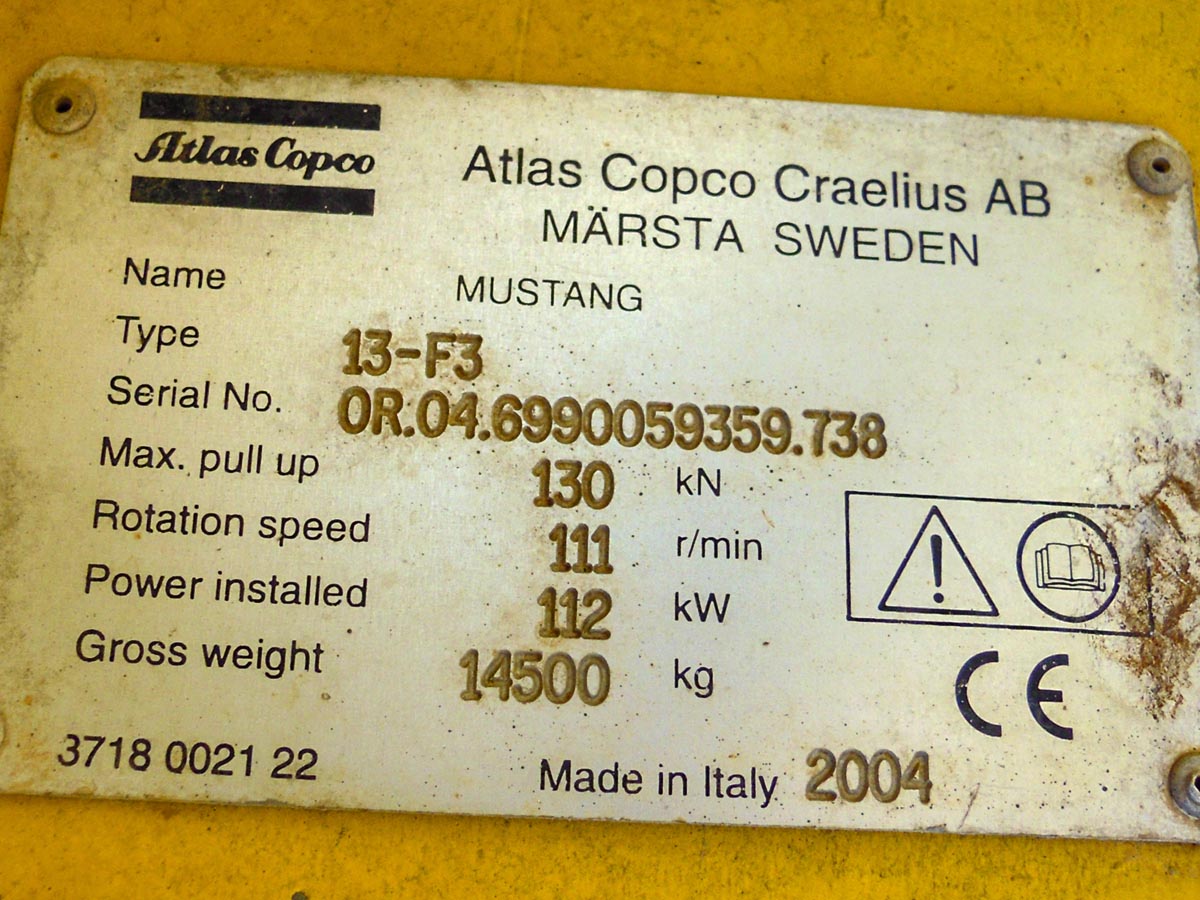 Atlas Copco
Atlas Copco Craelius AB
MÄRSTA SWEDEN
Name MUSTANG
Type 13-F3
Serial No. OR.04.6990059359.738
Max. pull up 130 kN
Rotation speed 111 r/min
Power installed 112 kW
Gross weight 14500 kg
CE
3718 0021 22 Made in Italy 2004